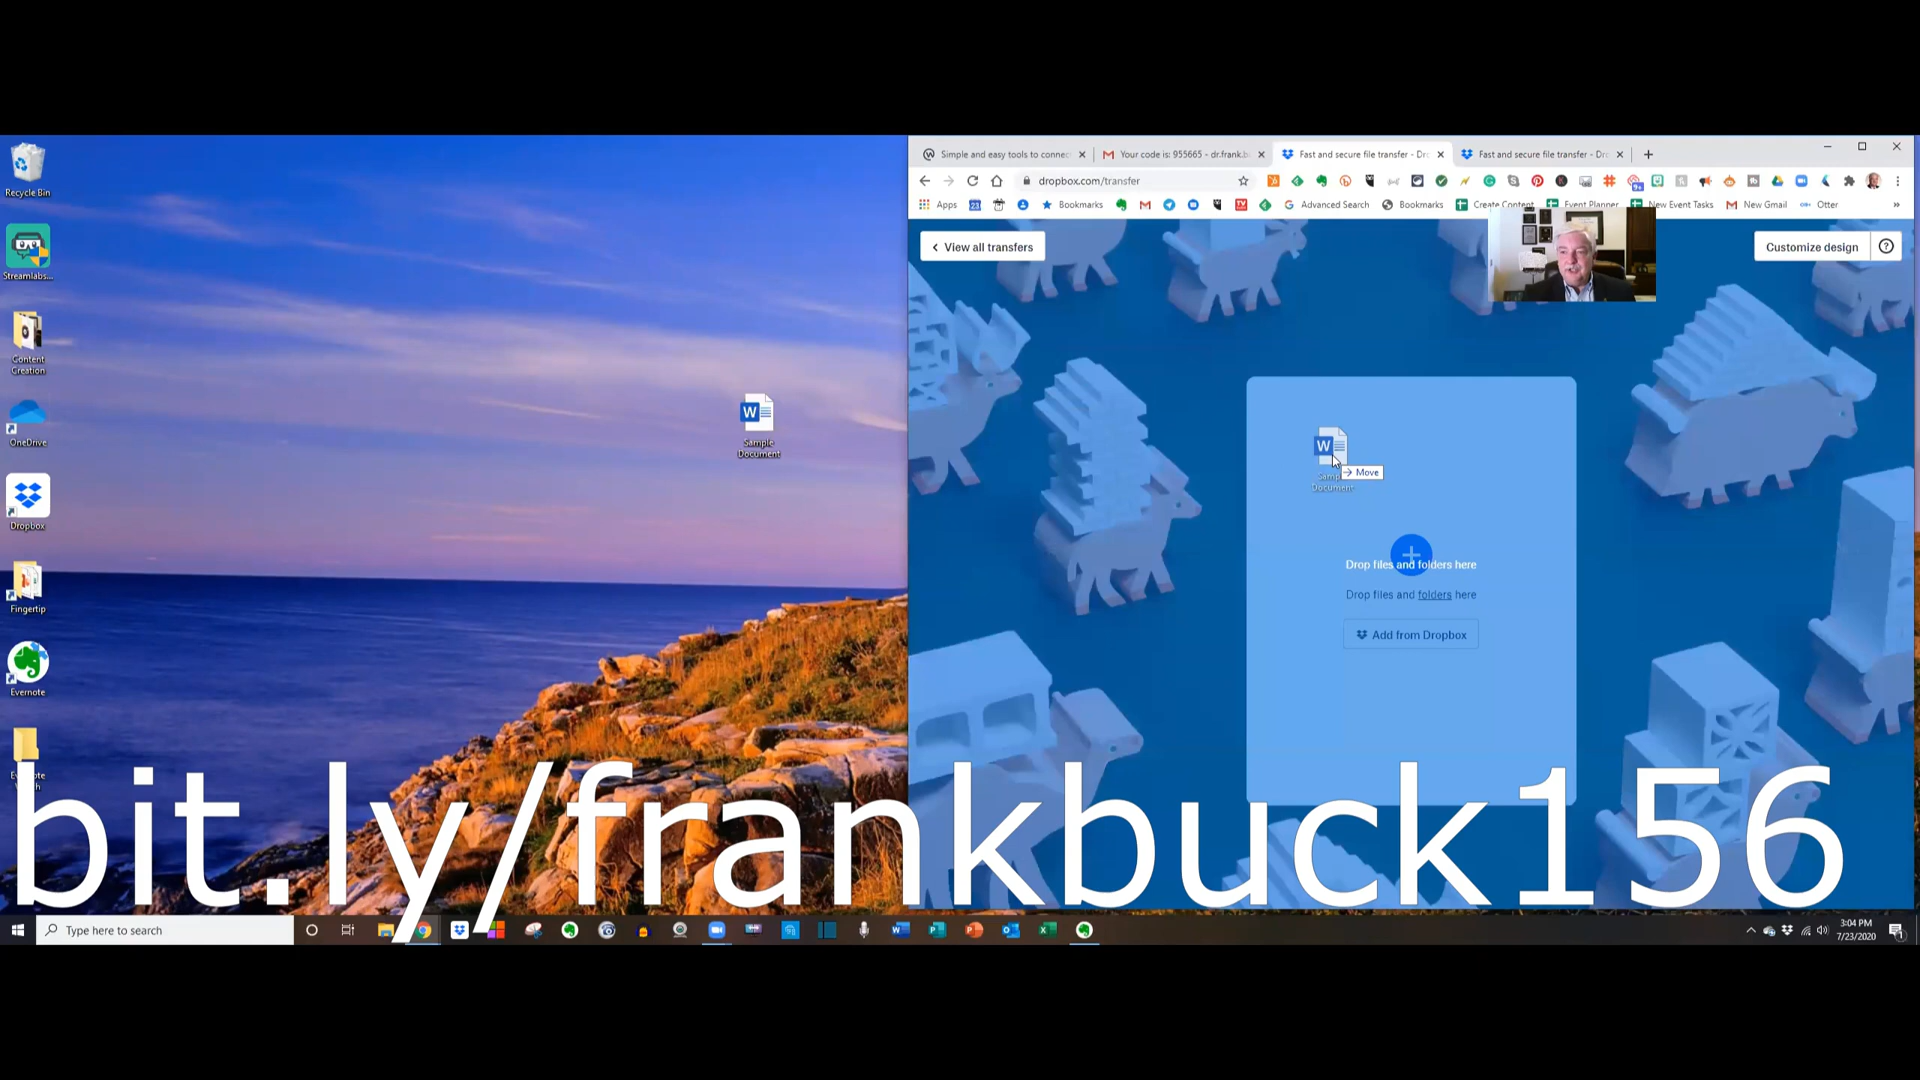 Recycle Bin
Streamlabs...
Content
Creation
OneDrive
Dropbox
Fingertip
Evernote
Sample
Document
Simple and easy tools to connec
Your code is: 955665 - dr.frank.b
Fast and secure file transfer - Dr
Fast and secure file transfer - Dr
dropbox.com/transfer
Apps
Bookmarks
Advanced Search
Bookmarks
Create Content
Event Planner
New Event Tasks
New Gmail
Otter
View all transfers
Customize design
Move
Document
Drop files and folders here
Drop files and folders here
Add from Dropbox
bit.ly/frankbuck156
Type here to search
3:04 PM
7/23/2020